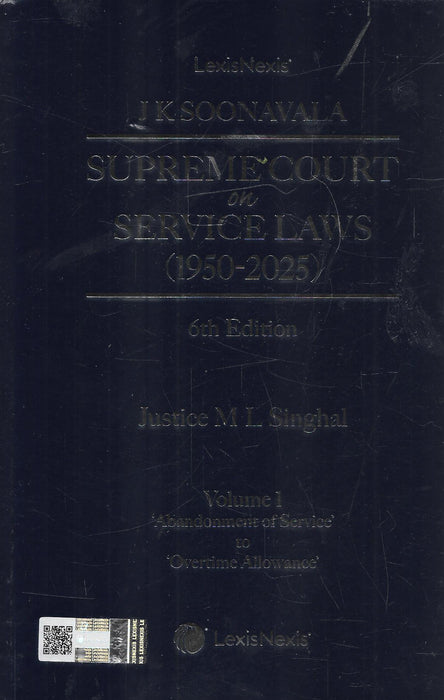 LexisNexis®
J K SOONAVALA
SUPREME COURT
on
SERVICE LAWS
(1950-2025)
6th Edition
Justice M L Singhal
Volume 1
'Abandonment of Service'
to
'Overtime Allowance'
LexisNexis®